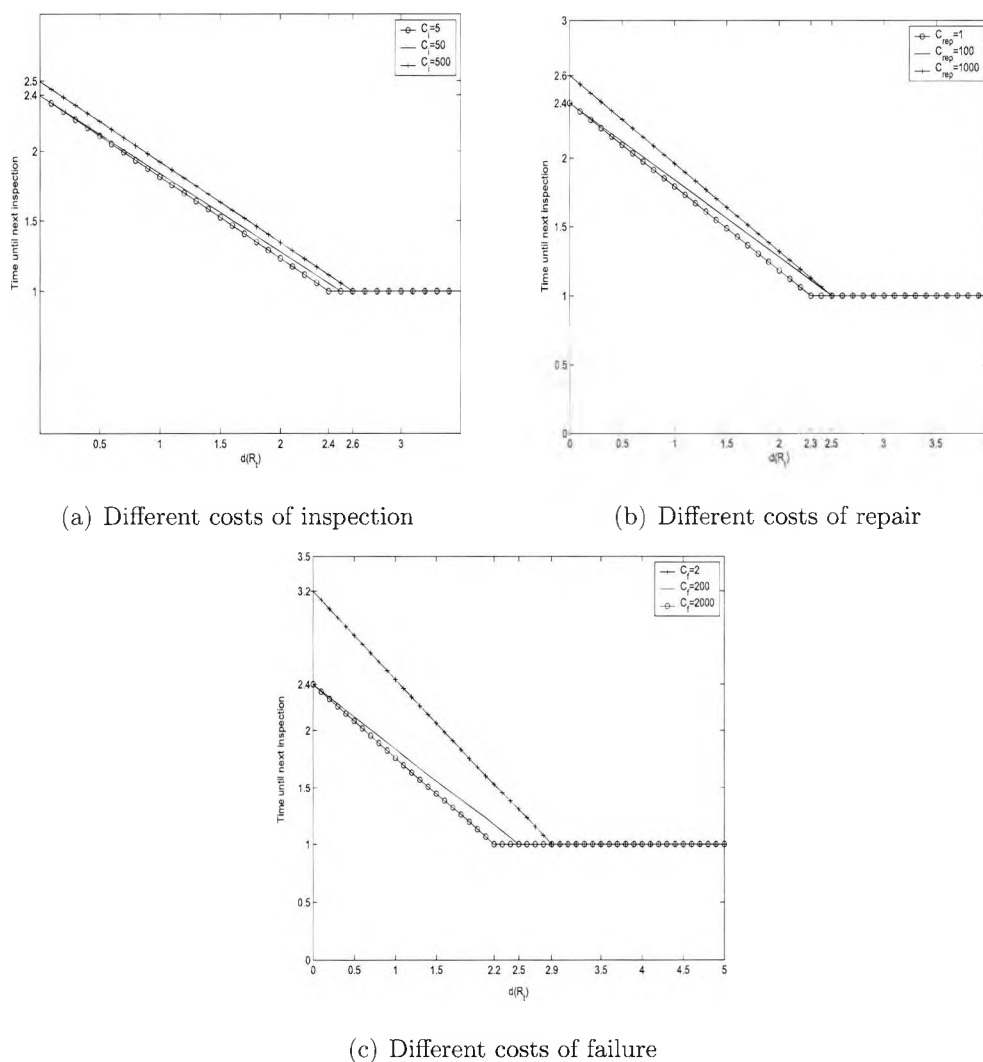 C_i=5
C_i=50
C_i=500
2.5
2.4
2
1.5
1
Time until next inspection
0.5 1 1.5 2 2.4 2.6 3
d(R_t)
(a) Different costs of inspection
C_rep=1
C_rep=100
C_rep=1000
3
2.6
2.4
2
1.5
1
0.5
0
Time until next inspection
0 0.5 1 1.5 2 2.3 2.5 3 3.5
d(R_t)
(b) Different costs of repair
C_f=2
C_f=200
C_f=2000
3.5
3.2
2.40
2
1.5
1
0.5
0
Time until next inspection
0 0.5 1 1.5 2.2 2.5 2.9 3.5 4 4.5 5
d(R_t)
(c) Different costs of failure